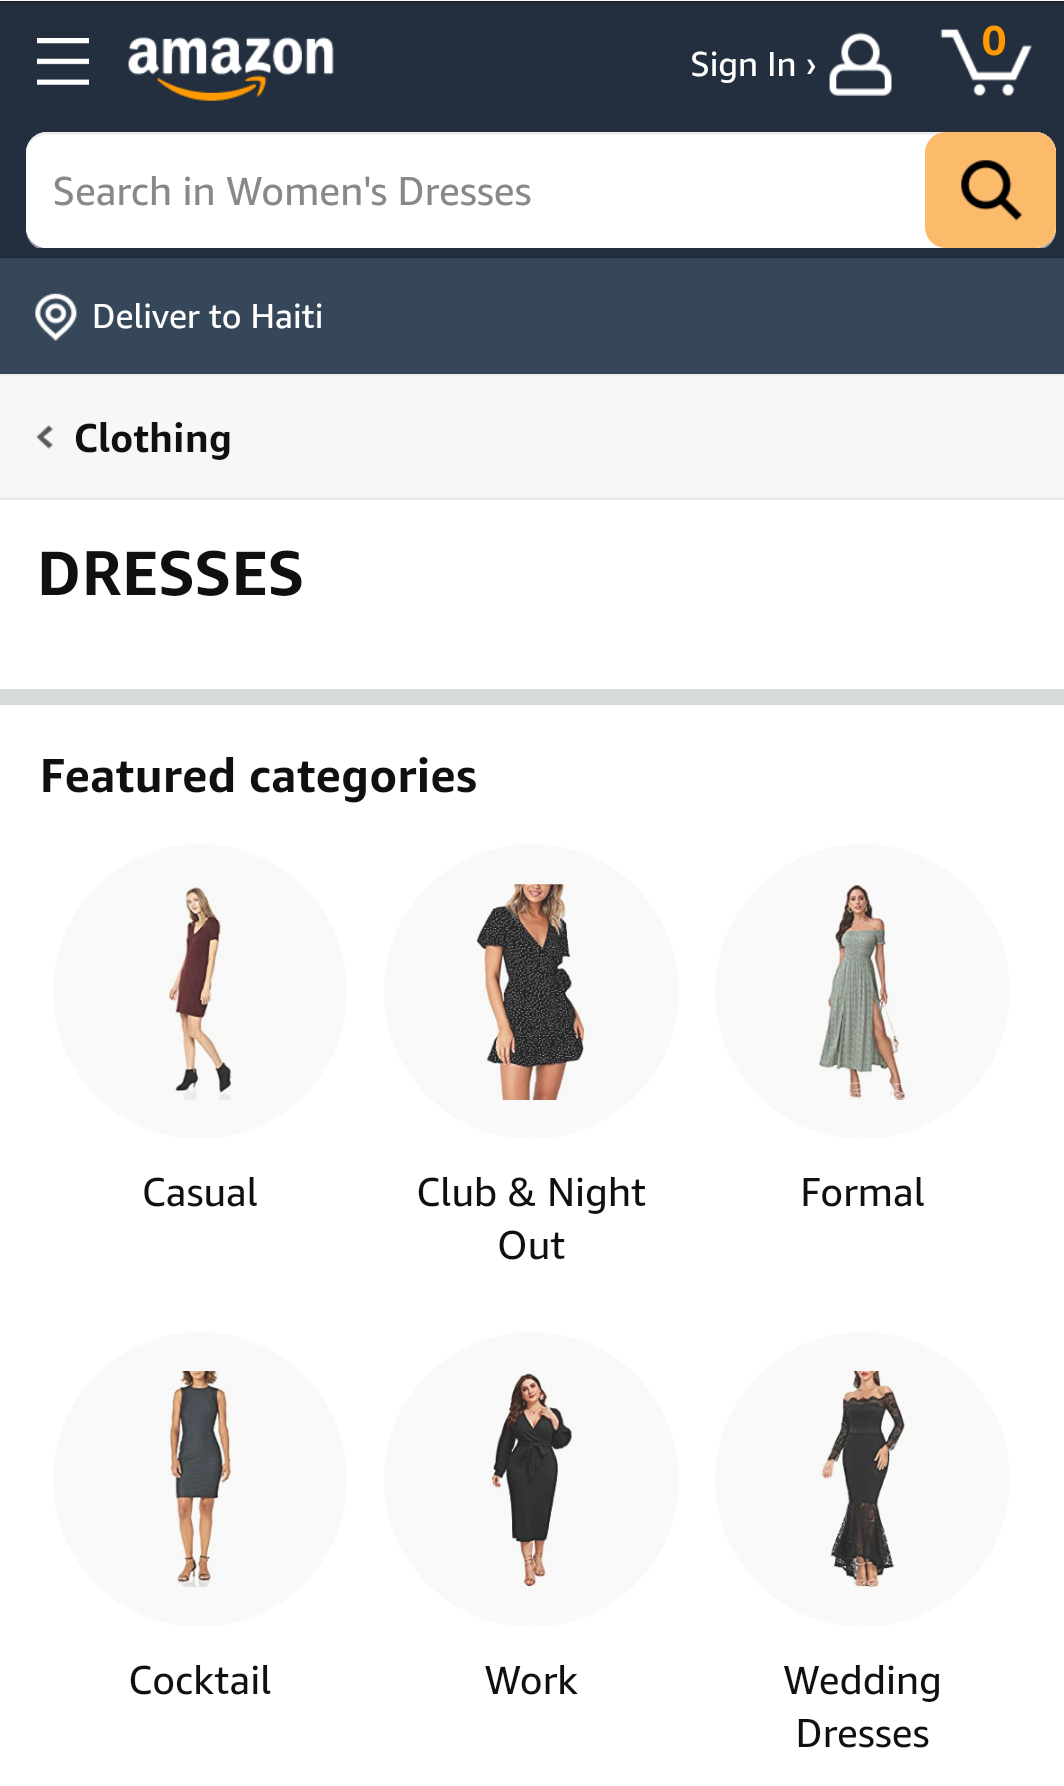 amazon
Sign In ›
0
Search in Women's Dresses
Deliver to Haiti
Clothing
DRESSES
Featured categories
Casual
Club & Night
Out
Formal
Cocktail
Work
Wedding
Dresses